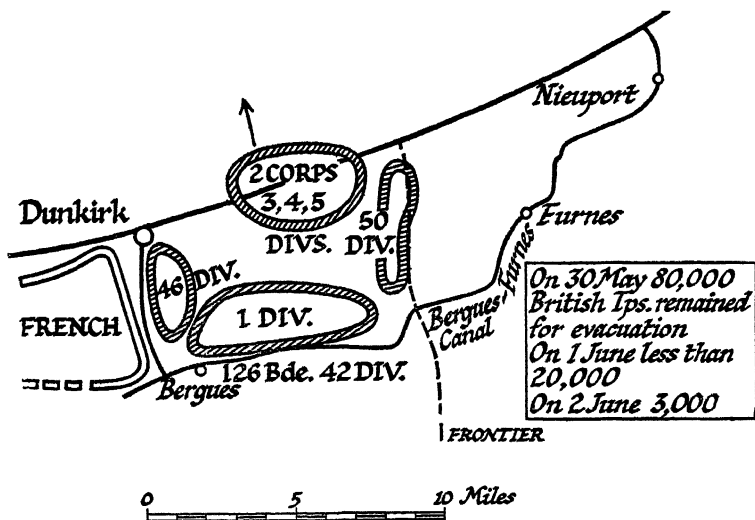 Nieuport
2 CORPS
3, 4, 5
DIVS.
50
DIV.
Dunkirk
Furnes
46 DIV.
1 DIV.
FRENCH
Bergues-Furnes
Canal
126 Bde. 42 DIV.
Bergues
On 30 May 80,000
British Tps. remained
for evacuation
On 1 June less than
20,000
On 2 June 3,000
FRONTIER
0 5 10 Miles